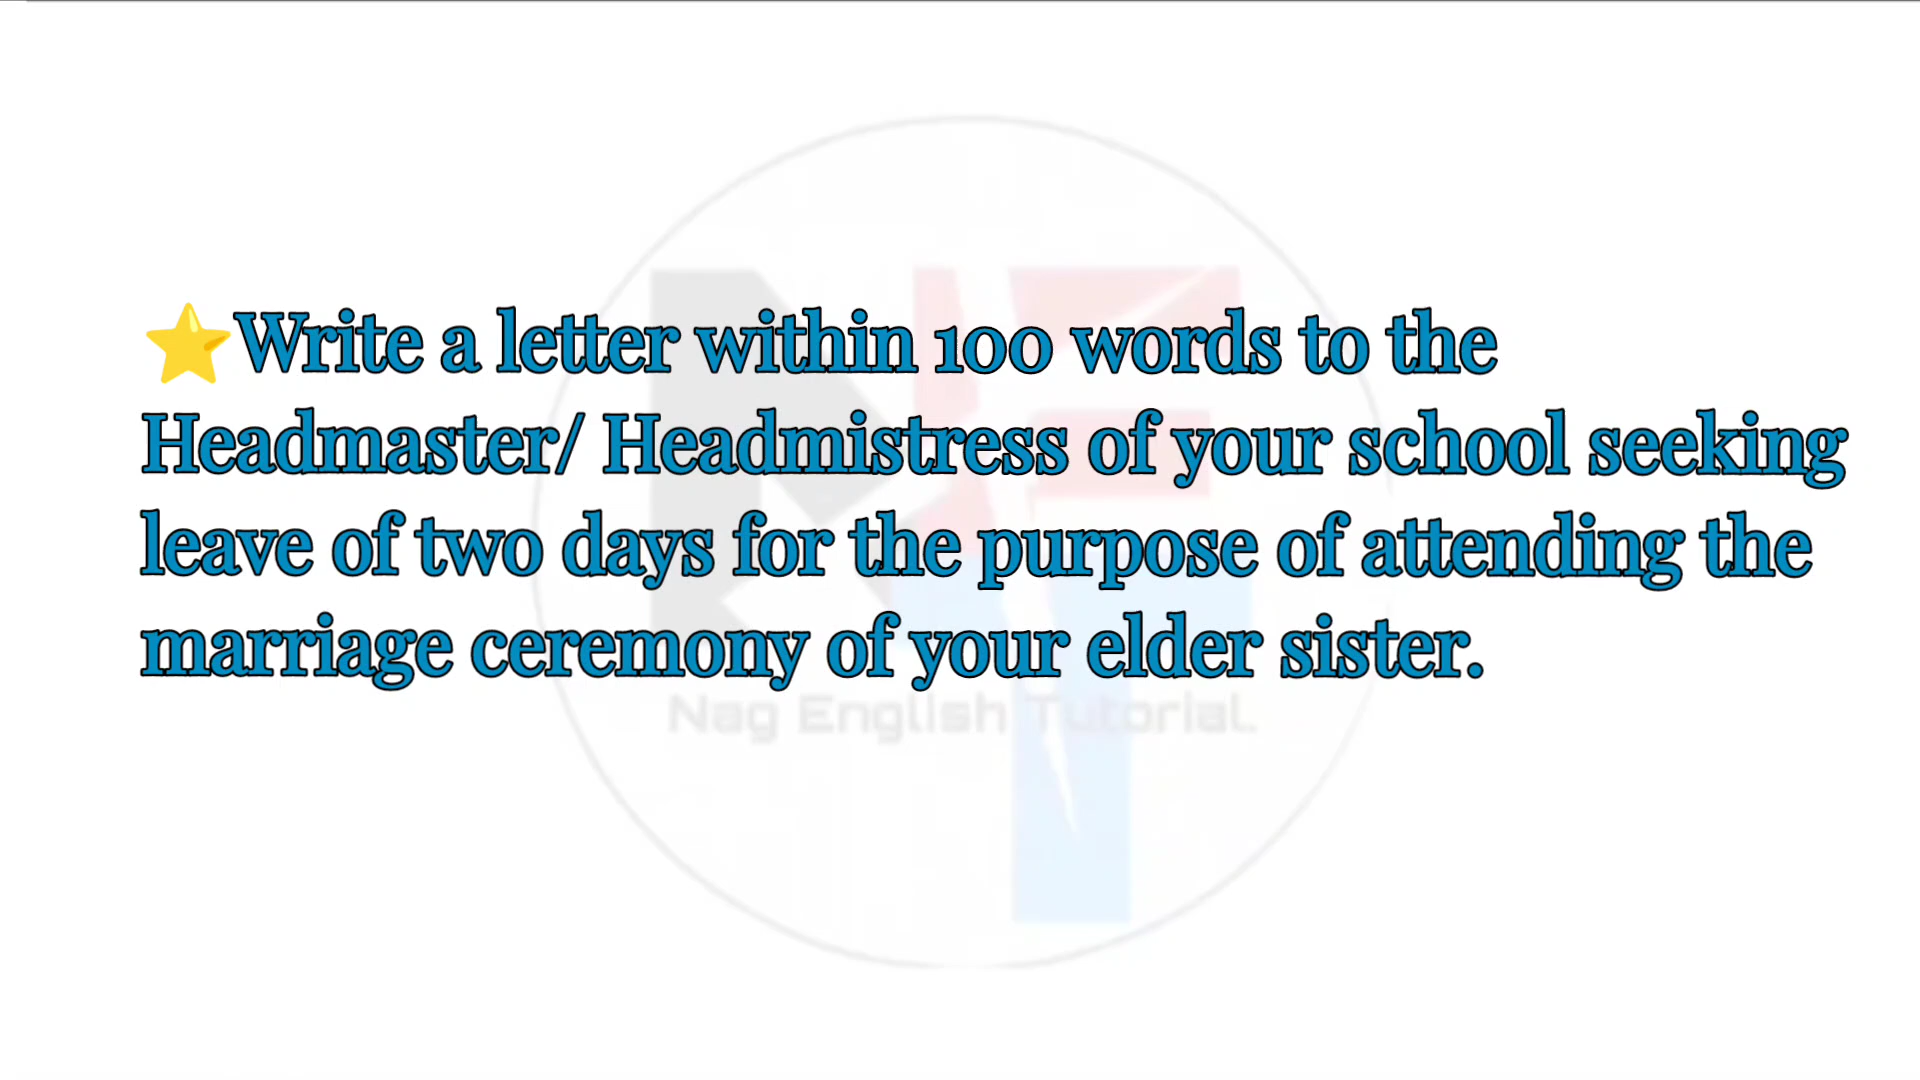 ⭐Write a letter within 100 words to the
Headmaster/ Headmistress of your school seeking
leave of two days for the purpose of attending the
marriage ceremony of your elder sister.
Nag English Tutorial